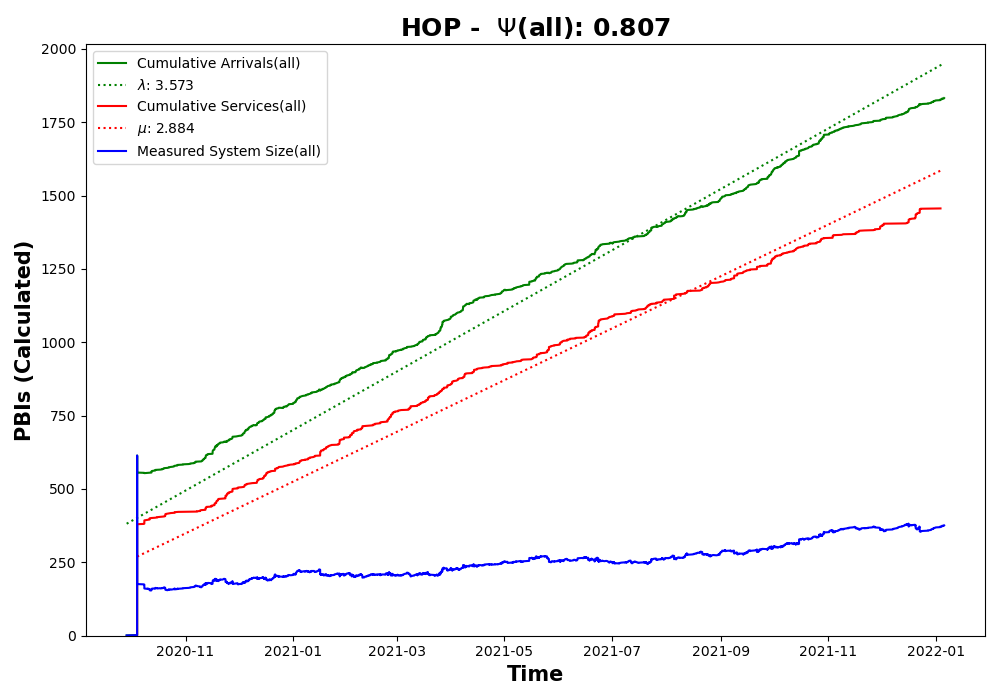 HOP - Ψ(all): 0.807
Cumulative Arrivals(all)
λ: 3.573
Cumulative Services(all)
μ: 2.884
Measured System Size(all)
PBIs (Calculated)
2000
1750
1500
1250
1000
750
500
250
0
2020-11 2021-01 2021-03 2021-05 2021-07 2021-09 2021-11 2022-01
Time